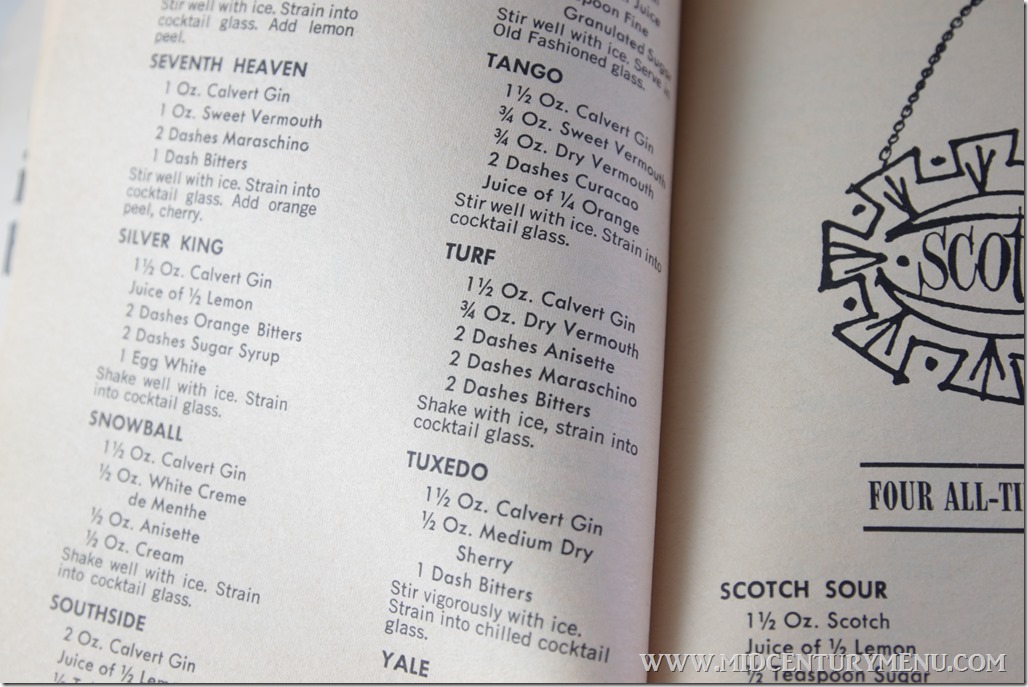 Stir well with ice. Strain into
cocktail glass. Add lemon
peel.
SEVENTH HEAVEN
1 Oz. Calvert Gin
1 Oz. Sweet Vermouth
2 Dashes Maraschino
1 Dash Bitters
Stir well with ice. Strain into
cocktail glass. Add orange
peel, cherry.
SILVER KING
1½ Oz. Calvert Gin
Juice of ½ Lemon
2 Dashes Orange Bitters
2 Dashes Sugar Syrup
1 Egg White
Shake well with ice. Strain
into cocktail glass.
SNOWBALL
1½ Oz. Calvert Gin
½ Oz. White Creme
de Menthe
½ Oz. Anisette
½ Oz. Cream
Shake well with ice. Strain
into cocktail glass.
SOUTHSIDE
2 Oz. Calvert Gin
Juice of ½ Lemon
Juice
Fine
Granulated Sugar
Stir well with ice. Serve in
Old Fashioned glass.
TANGO
1½ Oz. Calvert Gin
¾ Oz. Sweet Vermouth
¾ Oz. Dry Vermouth
2 Dashes Curacao
Juice of ¼ Orange
Stir well with ice. Strain into
cocktail glass.
TURF
1½ Oz. Calvert Gin
¾ Oz. Dry Vermouth
2 Dashes Anisette
2 Dashes Maraschino
2 Dashes Bitters
Shake with ice, strain into
cocktail glass.
TUXEDO
1½ Oz. Calvert Gin
½ Oz. Medium Dry
Sherry
1 Dash Bitters
Stir vigorously with ice.
Strain into chilled cocktail
glass.
YALE
SCOT
FOUR ALL-TI
SCOTCH SOUR
1½ Oz. Scotch
Juice of ½ Lemon
½ Teaspoon Sugar
WWW.MIDCENTURYMENU.COM